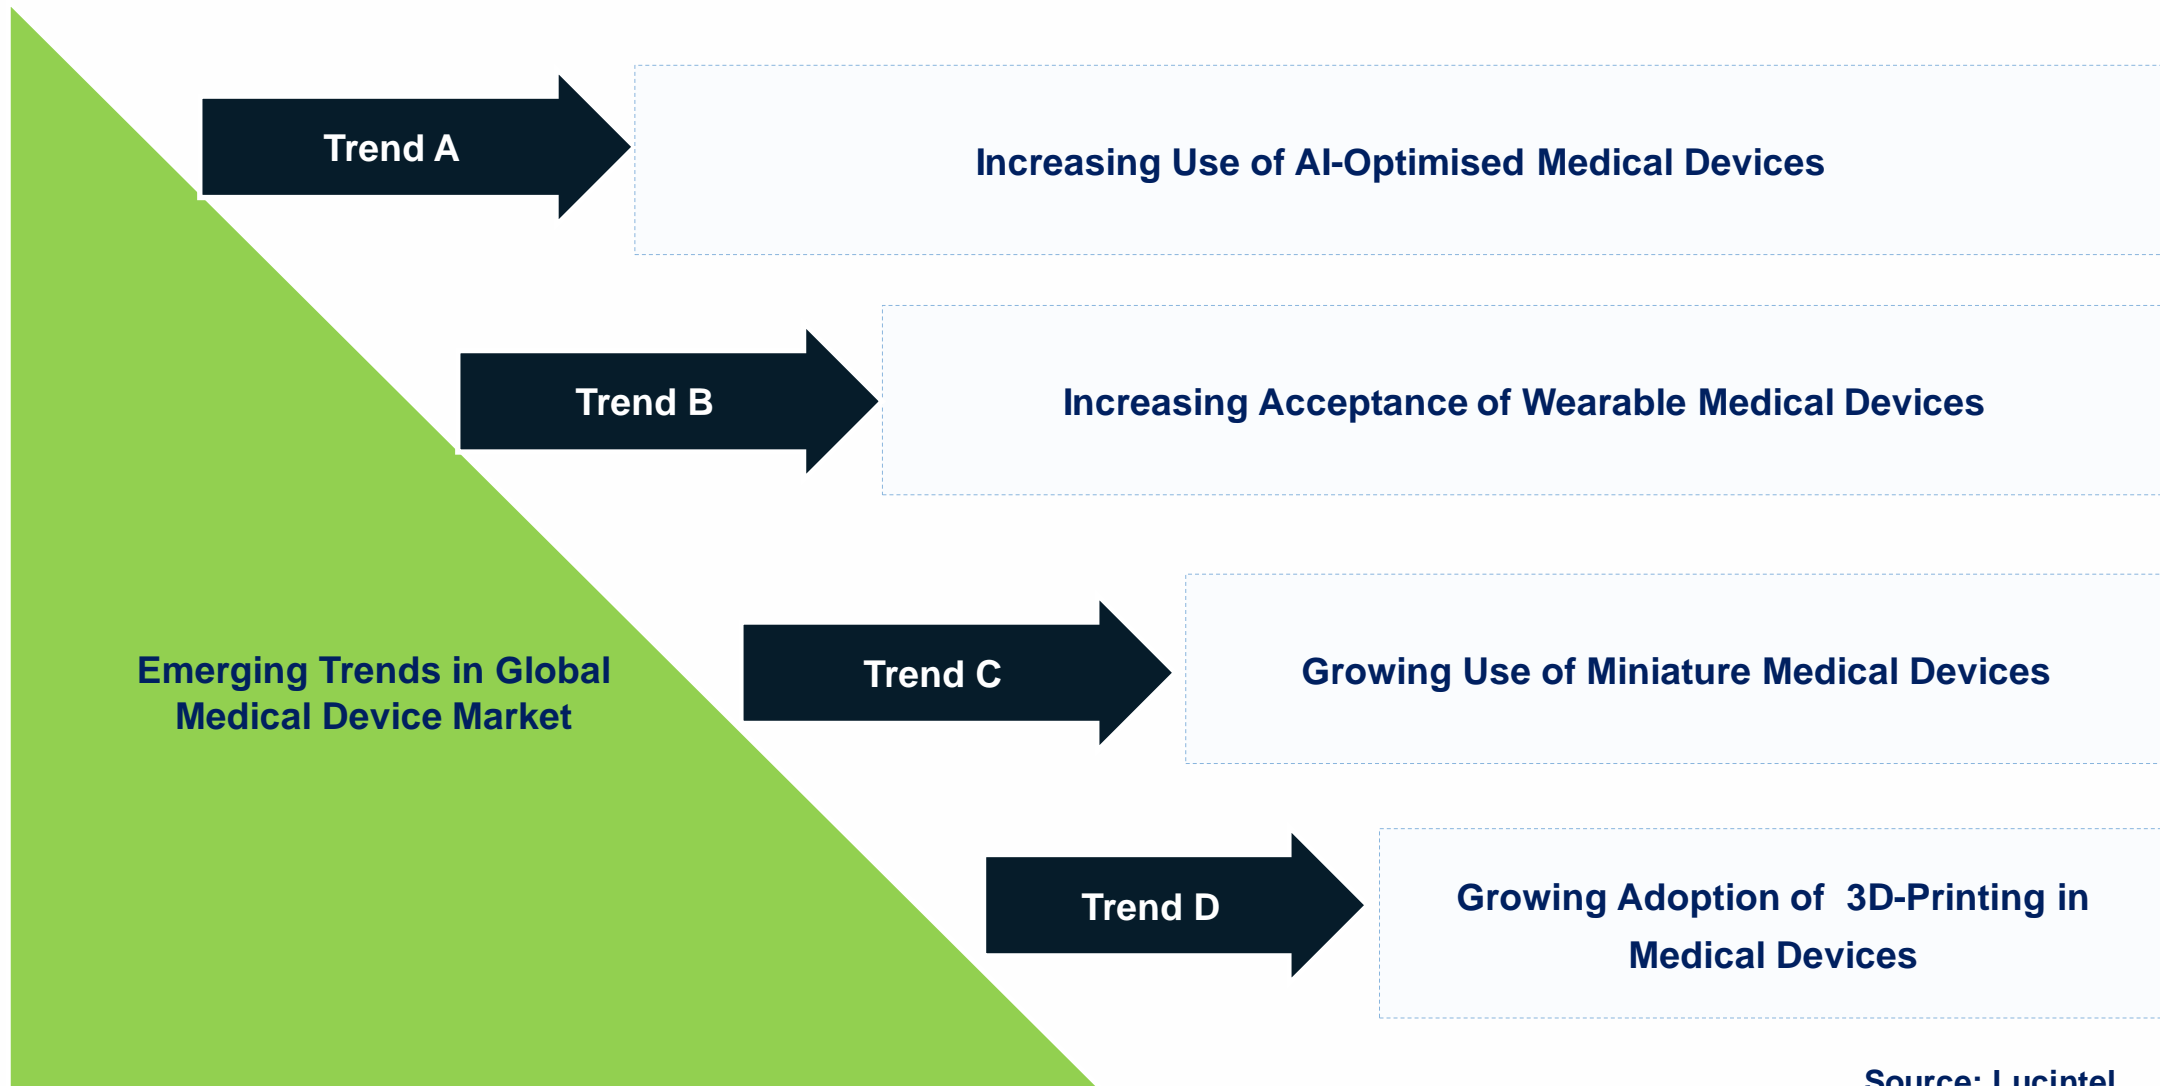 Trend A
Increasing Use of AI-Optimised Medical Devices
Trend B
Increasing Acceptance of Wearable Medical Devices
Emerging Trends in Global
Medical Device Market
Trend C
Growing Use of Miniature Medical Devices
Trend D
Growing Adoption of  3D-Printing in
Medical Devices
Source: Lucintel